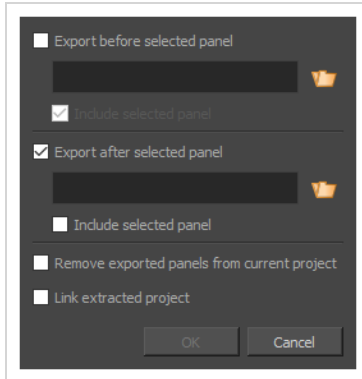 Export before selected panel
Include selected panel
Export after selected panel
Include selected panel
Remove exported panels from current project
Link extracted project
OK
Cancel